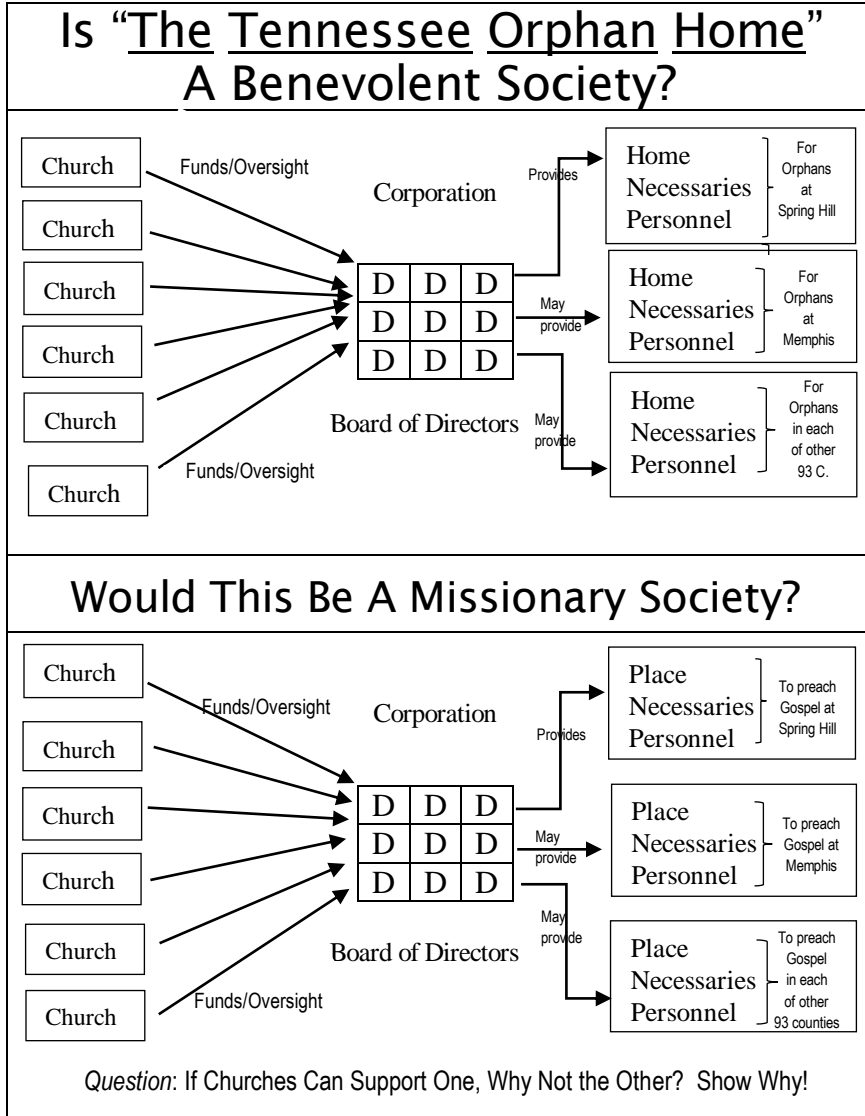 Is “The Tennessee Orphan Home”
A Benevolent Society?
Church
Church
Church
Church
Church
Church
Funds/Oversight
Funds/Oversight
Corporation
D D D
D D D
D D D
Board of Directors
Provides
May
provide
May
provide
Home
Necessaries
Personnel
For
Orphans
at
Spring Hill
Home
Necessaries
Personnel
For
Orphans
at
Memphis
Home
Necessaries
Personnel
For
Orphans
in each
of other
93 C.
Would This Be A Missionary Society?
Church
Church
Church
Church
Church
Church
Funds/Oversight
Funds/Oversight
Corporation
D D D
D D D
D D D
Board of Directors
Provides
May
provide
May
provide
Place
Necessaries
Personnel
To preach
Gospel at
Spring Hill
Place
Necessaries
Personnel
To preach
Gospel at
Memphis
Place
Necessaries
Personnel
To preach
Gospel
in each
of other
93 counties
Question: If Churches Can Support One, Why Not the Other? Show Why!